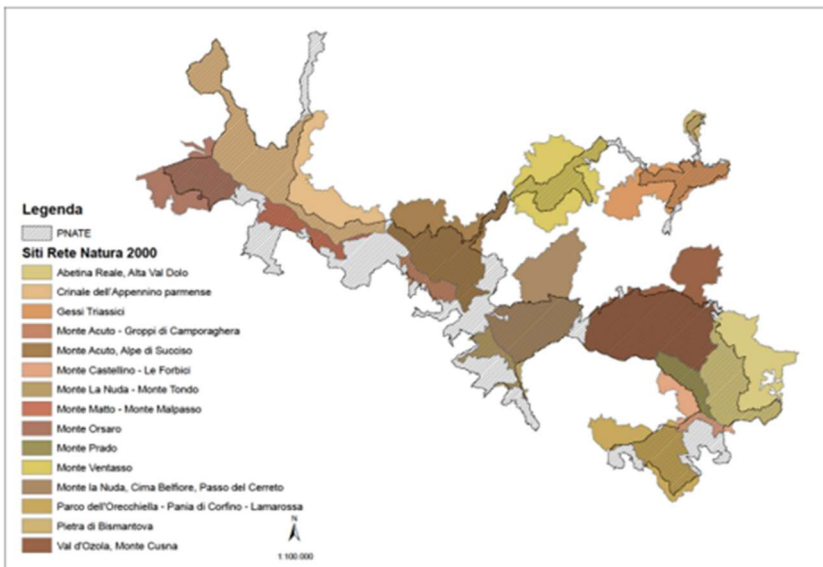 Legenda
PNATE
Siti Rete Natura 2000
Abetina Reale, Alta Val Dolo
Crinale dell'Appennino parmense
Gessi Triassici
Monte Acuto - Groppi di Camporaghera
Monte Acuto, Alpe di Succiso
Monte Castellino - Le Forbici
Monte La Nuda - Monte Tondo
Monte Matto - Monte Malpasso
Monte Orsaro
Monte Prado
Monte Ventasso
Monte la Nuda, Cima Belfiore, Passo del Cerreto
Parco dell'Orecchiella - Pania di Corfino - Lamarossa
Pietra di Bismantova
Val d'Ozola, Monte Cusna
N
1:100.000